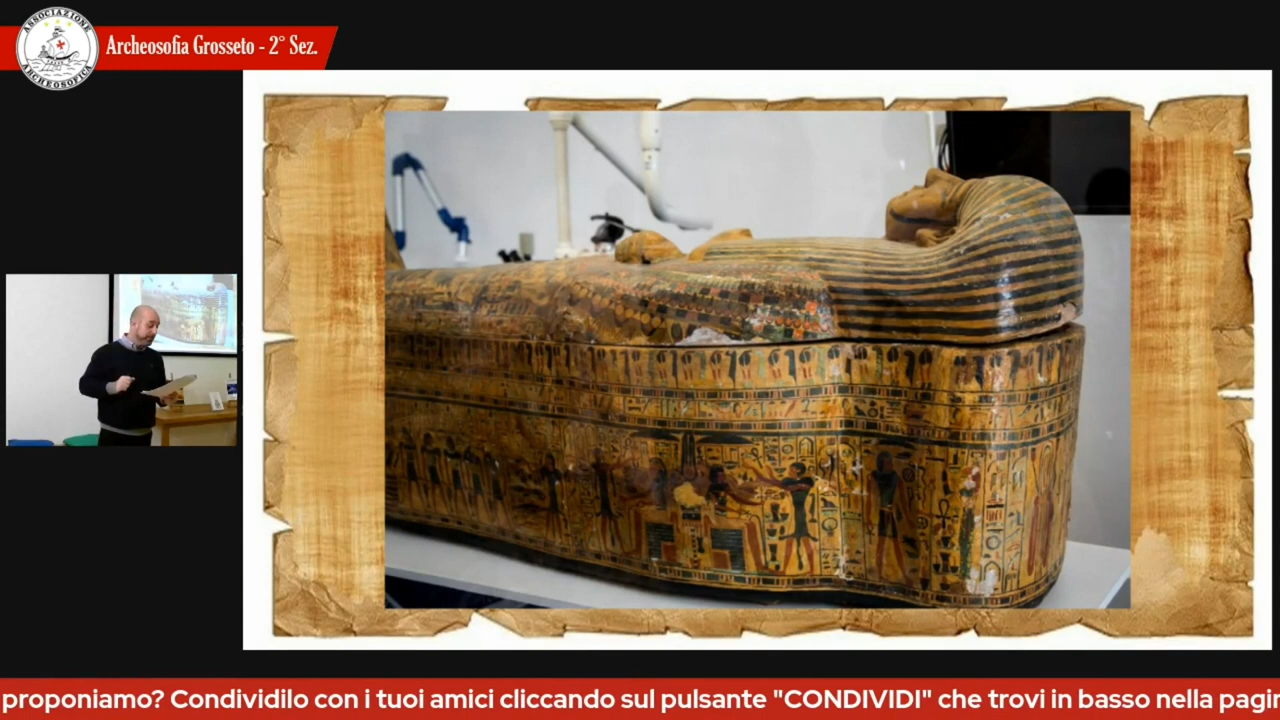 ASSOCIAZIONE
ARCHEOSOFICA
Archeosofia Grosseto - 2° Sez.
proponiamo? Condividilo con i tuoi amici cliccando sul pulsante "CONDIVIDI" che trovi in basso nella pagin